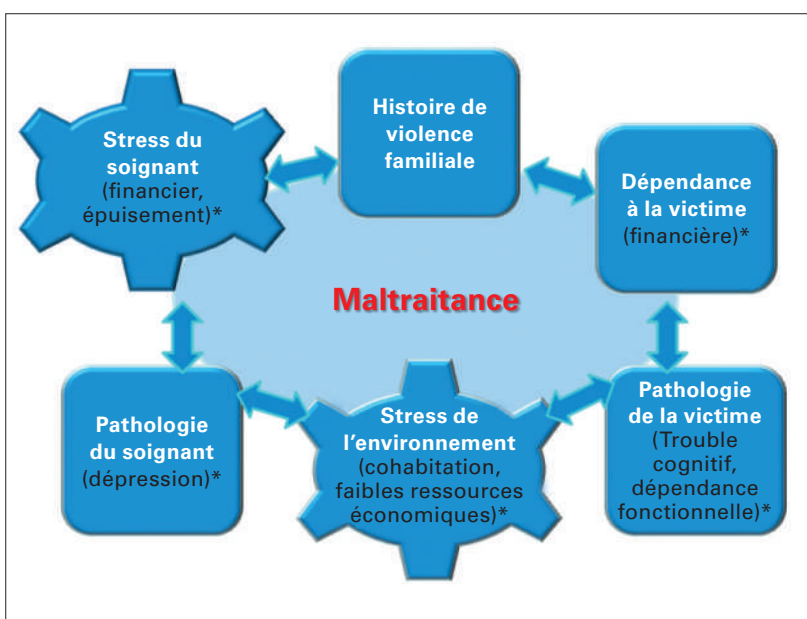 Stress du
soignant
(financier,
épuisement)*
Histoire de
violence
familiale
Dépendance
à la victime
(financière)*
Maltraitance
Pathologie
du soignant
(dépression)*
Stress de
l'environnement
(cohabitation,
faibles ressources
économiques)*
Pathologie
de la victime
(Trouble
cognitif,
dépendance
fonctionnelle)*